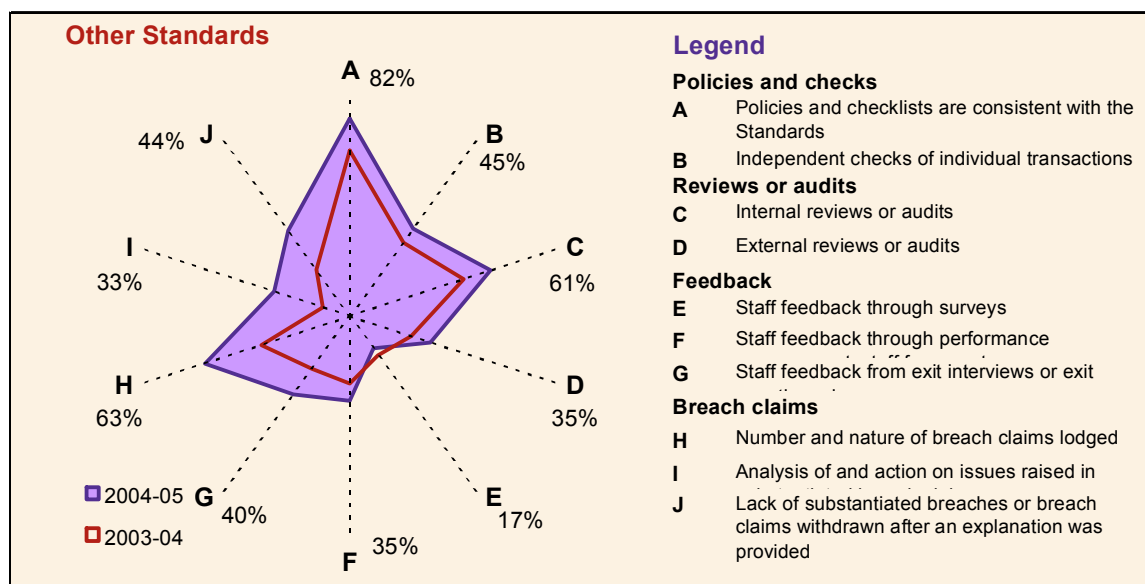 Other Standards
A
82%
B
45%
C
61%
D
35%
E
17%
F
35%
G
40%
H
63%
I
33%
J
44%
2004-05
2003-04
Legend
Policies and checks
A Policies and checklists are consistent with the
Standards
B Independent checks of individual transactions
Reviews or audits
C Internal reviews or audits
D External reviews or audits
Feedback
E Staff feedback through surveys
F Staff feedback through performance
G Staff feedback from exit interviews or exit
Breach claims
H Number and nature of breach claims lodged
I Analysis of and action on issues raised in
J Lack of substantiated breaches or breach
claims withdrawn after an explanation was
provided